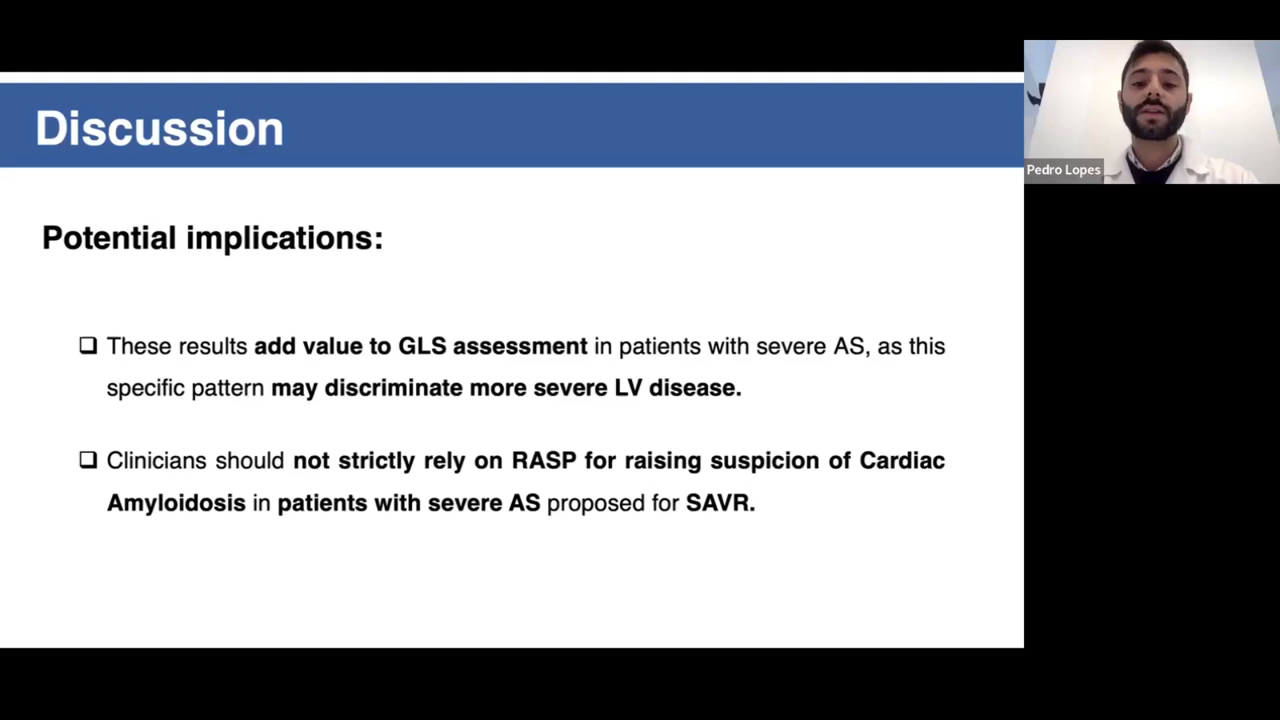 Discussion
Pedro Lopes
Potential implications:
❑ These results add value to GLS assessment in patients with severe AS, as this
specific pattern may discriminate more severe LV disease.
❑ Clinicians should not strictly rely on RASP for raising suspicion of Cardiac
Amyloidosis in patients with severe AS proposed for SAVR.